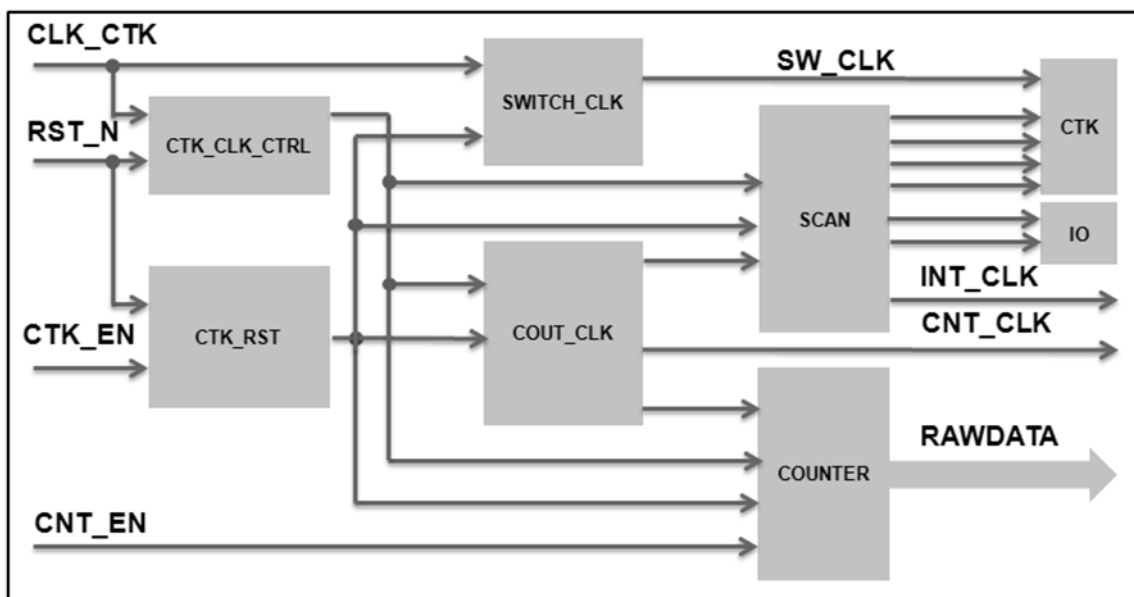 CLK_CTK
SW_CLK
SWITCH_CLK
CTK
RST_N
CTK_CLK_CTRL
SCAN
IO
INT_CLK
CTK_EN
CTK_RST
COUT_CLK
CNT_CLK
RAWDATA
COUNTER
CNT_EN